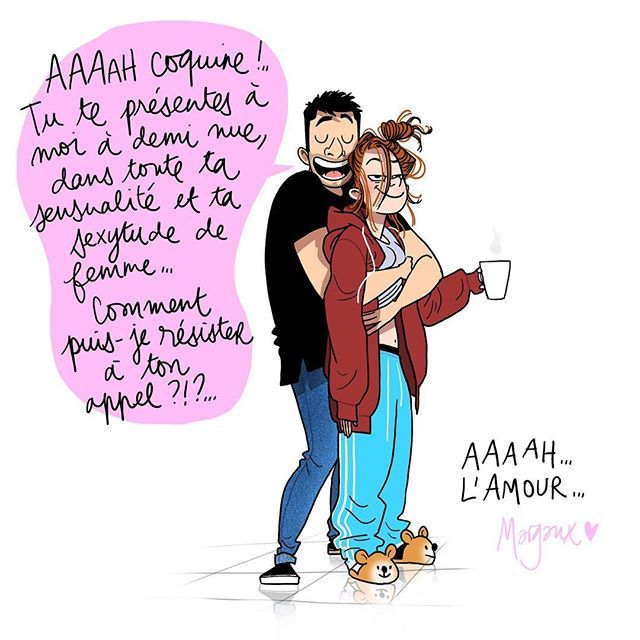 AAAAH coquine !..
Tu te présentes à
moi à demi nue,
dans toute ta
sensualité et ta
sexytude de
femme...
Comment
puis-je résister
à ton
appel ?!?...
AAAAH...
L'AMOUR...
Margaux ♥